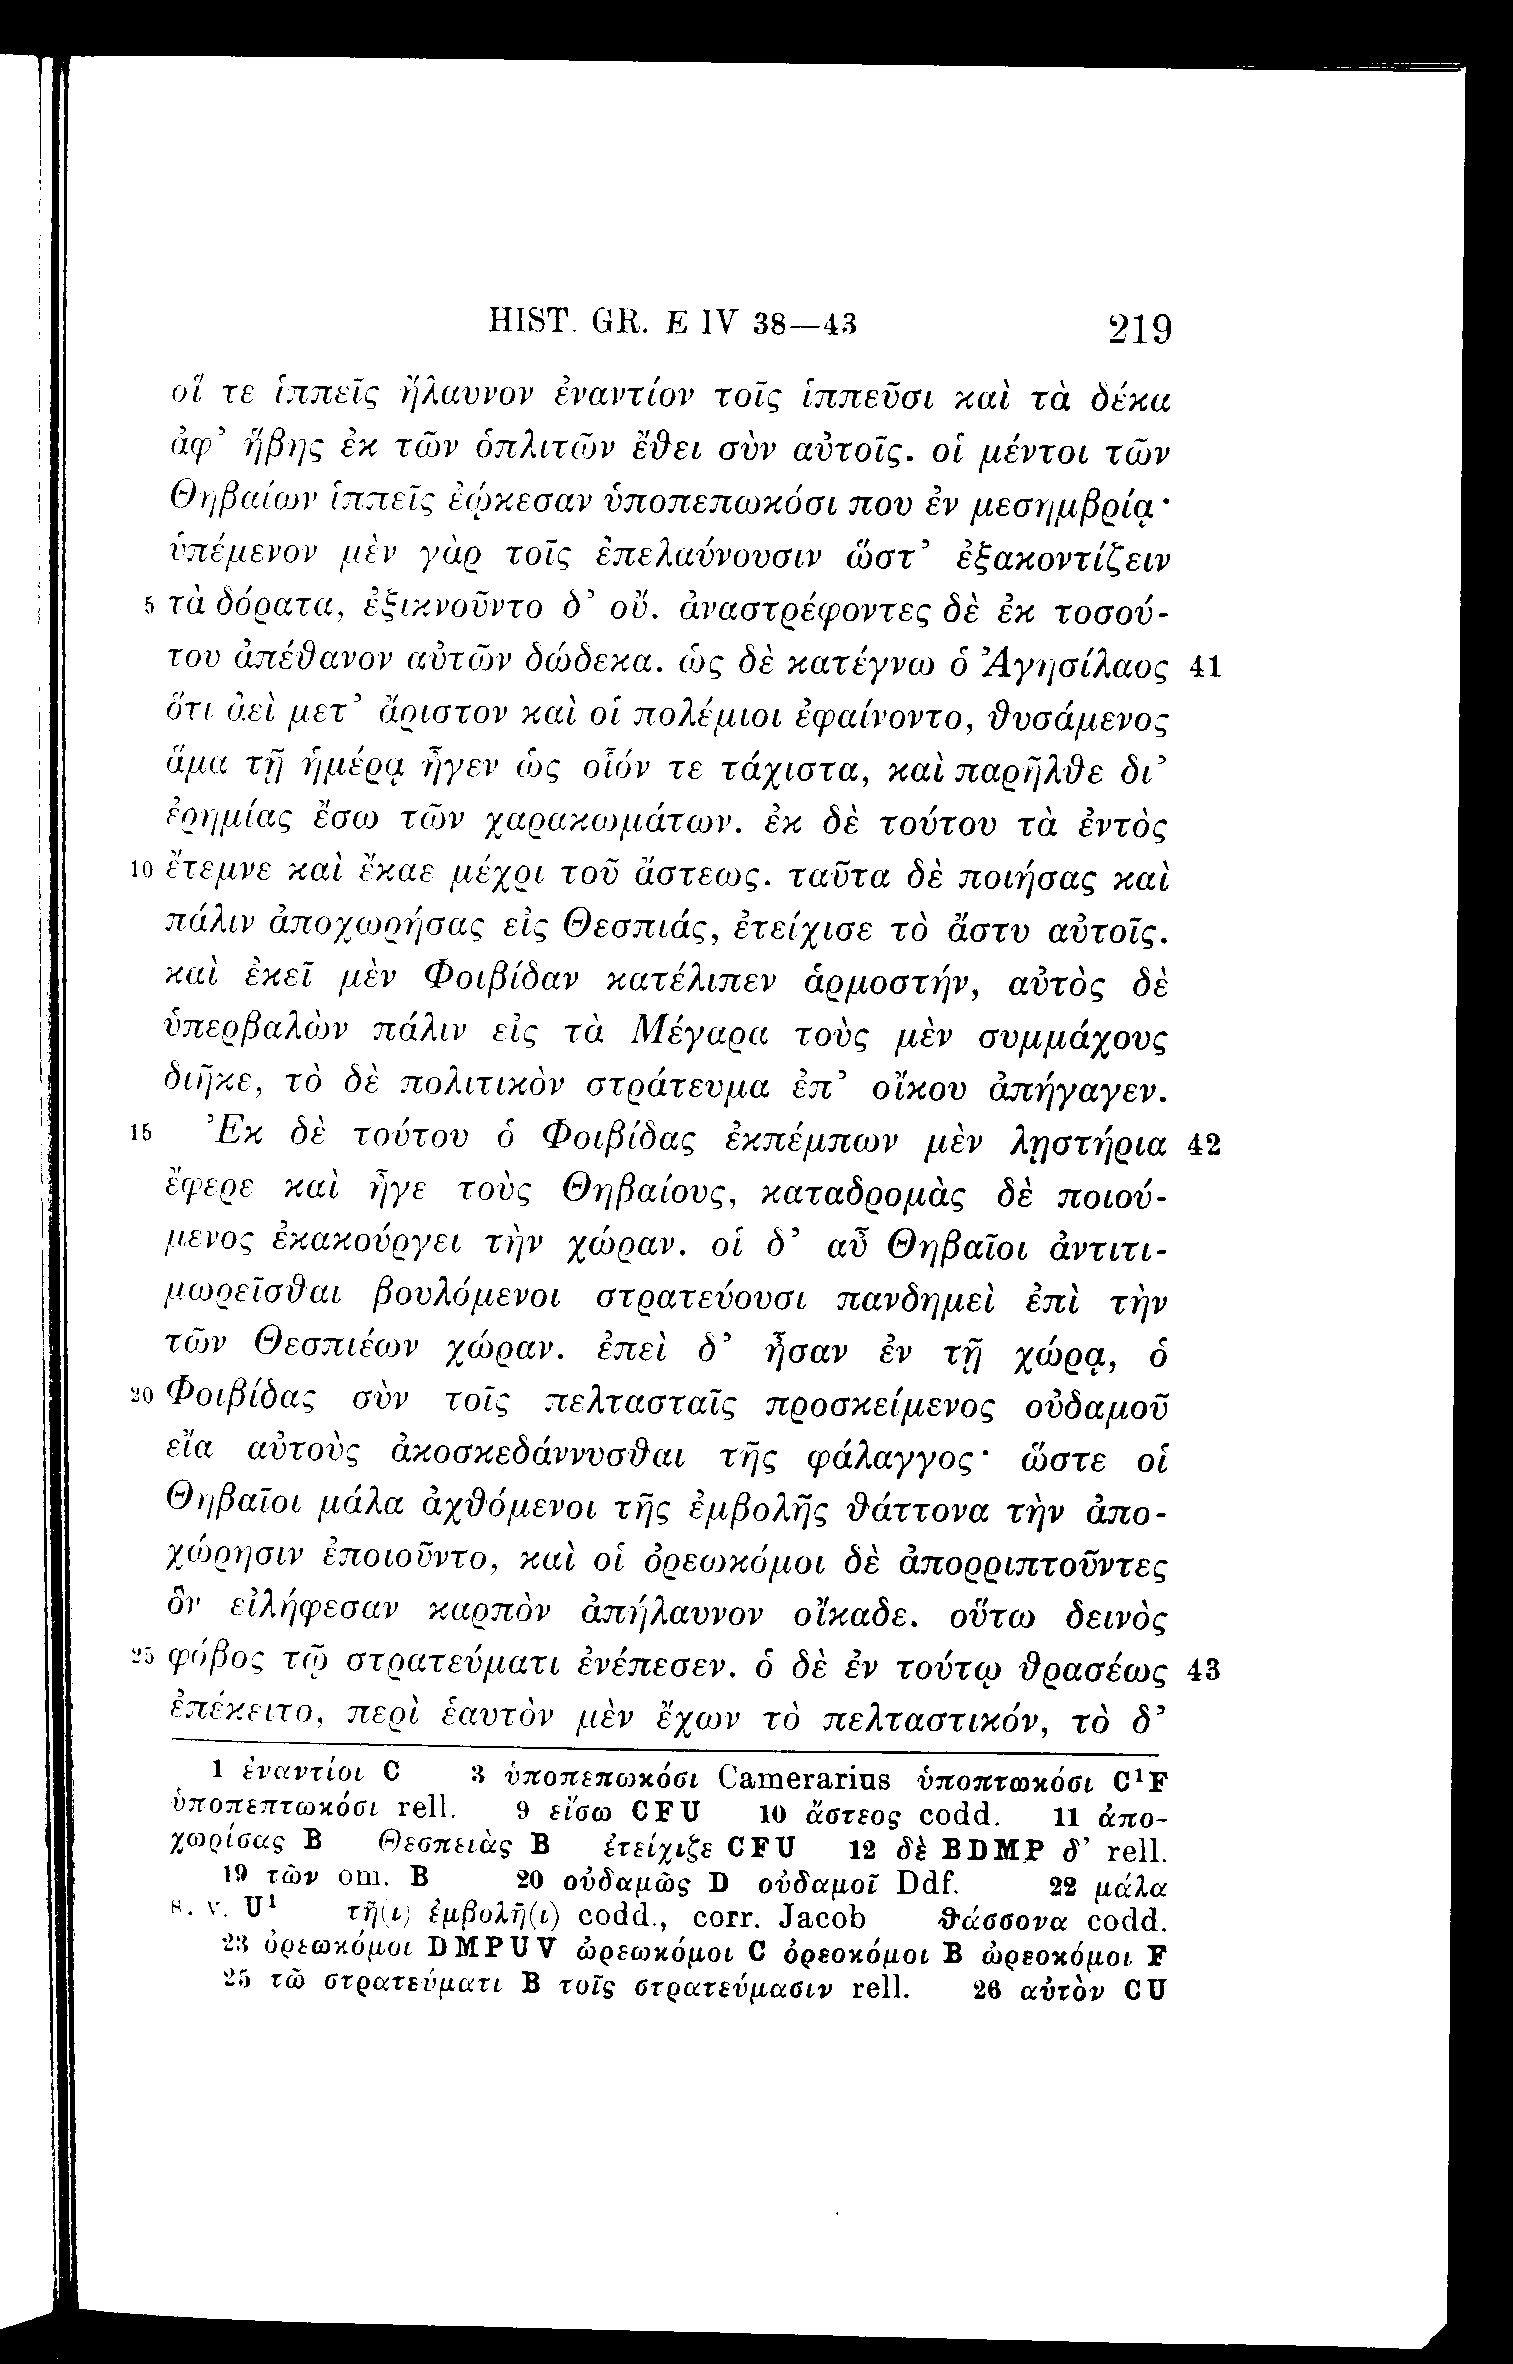 HIST. GR. E IV 38—43 219
οἵ τε ἱππεῖς ἤλαυνον ἐναντίον τοῖς ἱππεῦσι καὶ τὰ δέκα
ἀφ’ ἥβης ἐκ τῶν ὁπλιτῶν ἔθει σὺν αὐτοῖς. οἱ μέντοι τῶν
Θηβαίων ἱππεῖς ἐῴκεσαν ὑποπεπωκόσι που ἐν μεσημβρίᾳ·
ὑπέμενον μὲν γὰρ τοῖς ἐπελαύνουσιν ὥστ’ ἐξακοντίζειν
5 τὰ δόρατα, ἐξικνοῦντο δ’ οὔ. ἀναστρέφοντες δὲ ἐκ τοσού-
του ἀπέθανον αὐτῶν δώδεκα. ὡς δὲ κατέγνω ὁ Ἀγησίλαος 41
ὅτι ἀεὶ μετ’ ἄριστον καὶ οἱ πολέμιοι ἐφαίνοντο, θυσάμενος
ἅμα τῇ ἡμέρᾳ ἦγεν ὡς οἷόν τε τάχιστα, καὶ παρῆλθε δι’
ἐρημίας ἔσω τῶν χαρακωμάτων. ἐκ δὲ τούτου τὰ ἐντὸς
10 ἔτεμνε καὶ ἔκαε μέχρι τοῦ ἄστεως. ταῦτα δὲ ποιήσας καὶ
πάλιν ἀποχωρήσας εἰς Θεσπιάς, ἐτείχισε τὸ ἄστυ αὐτοῖς.
καὶ ἐκεῖ μὲν Φοιβίδαν κατέλιπεν ἁρμοστήν, αὐτὸς δὲ
ὑπερβαλὼν πάλιν εἰς τὰ Μέγαρα τοὺς μὲν συμμάχους
διῆκε, τὸ δὲ πολιτικὸν στράτευμα ἐπ’ οἴκου ἀπήγαγεν.
15 Ἐκ δὲ τούτου ὁ Φοιβίδας ἐκπέμπων μὲν λῃστήρια 42
ἔφερε καὶ ἦγε τοὺς Θηβαίους, καταδρομὰς δὲ ποιού-
μενος ἐκακούργει τὴν χώραν. οἱ δ’ αὖ Θηβαῖοι ἀντιτι-
μωρεῖσθαι βουλόμενοι στρατεύουσι πανδημεὶ ἐπὶ τὴν
τῶν Θεσπιέων χώραν. ἐπεὶ δ’ ἦσαν ἐν τῇ χώρᾳ, ὁ
20 Φοιβίδας σὺν τοῖς πελτασταῖς προσκείμενος οὐδαμοῦ
εἴα αὐτοὺς ἀκοσκεδάννυσθαι τῆς φάλαγγος· ὥστε οἱ
Θηβαῖοι μάλα ἀχθόμενοι τῆς ἐμβολῆς θάττονα τὴν ἀπο-
χώρησιν ἐποιοῦντο, καὶ οἱ ὀρεωκόμοι δὲ ἀπορριπτοῦντες
ὃν εἰλήφεσαν καρπὸν ἀπήλαυνον οἴκαδε. οὕτω δεινὸς
25 φόβος τῷ στρατεύματι ἐνέπεσεν. ὁ δὲ ἐν τούτῳ θρασέως 43
ἐπέκειτο, περὶ ἑαυτὸν μὲν ἔχων τὸ πελταστικόν, τὸ δ’
1 ἐναντίοι C 3 ὑποπεπωκόσι Camerarius ὑποπτωκόσι C¹F
ὑποπεπτωκόσι rell. 9 εἴσω CFU 10 ἄστεος codd. 11 ἀπο-
χωρίσας B Θεσπειὰς B ἐτείχιζε CFU 12 δὲ BDMP δ’ rell.
19 τῶν om. B 20 οὐδαμῶς D οὐδαμοῖ Ddf. 22 μάλα
s. v. U¹ τῆ(ι) ἐμβολῆ(ι) codd., corr. Jacob θάσσονα codd.
23 ὀρεωκόμοι DMPUV ὠρεωκόμοι C ὀρεοκόμοι B ὠρεοκόμοι F
25 τῶ στρατεύματι B τοῖς στρατεύμασιν rell. 26 αὐτὸν CU